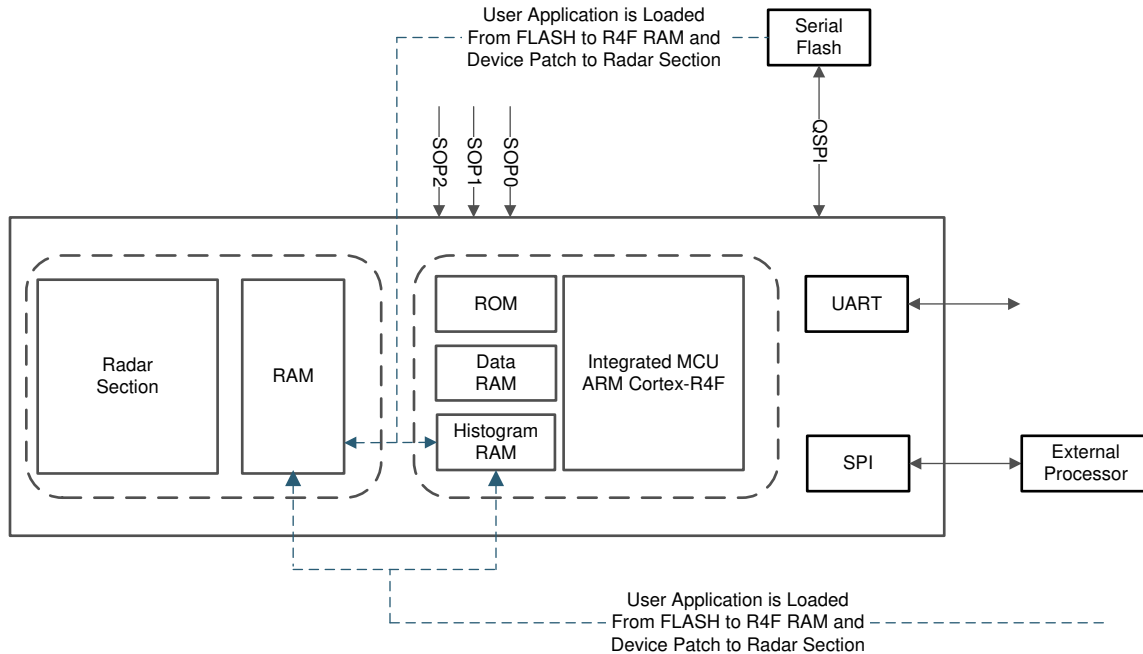 User Application is Loaded
From FLASH to R4F RAM and
Device Patch to Radar Section
Serial
Flash
SOP2
SOP1
SOP0
QSPI
Radar
Section
RAM
ROM
Data
RAM
Histogram
RAM
Integrated MCU
ARM Cortex-R4F
UART
SPI
External
Processor
User Application is Loaded
From FLASH to R4F RAM and
Device Patch to Radar Section